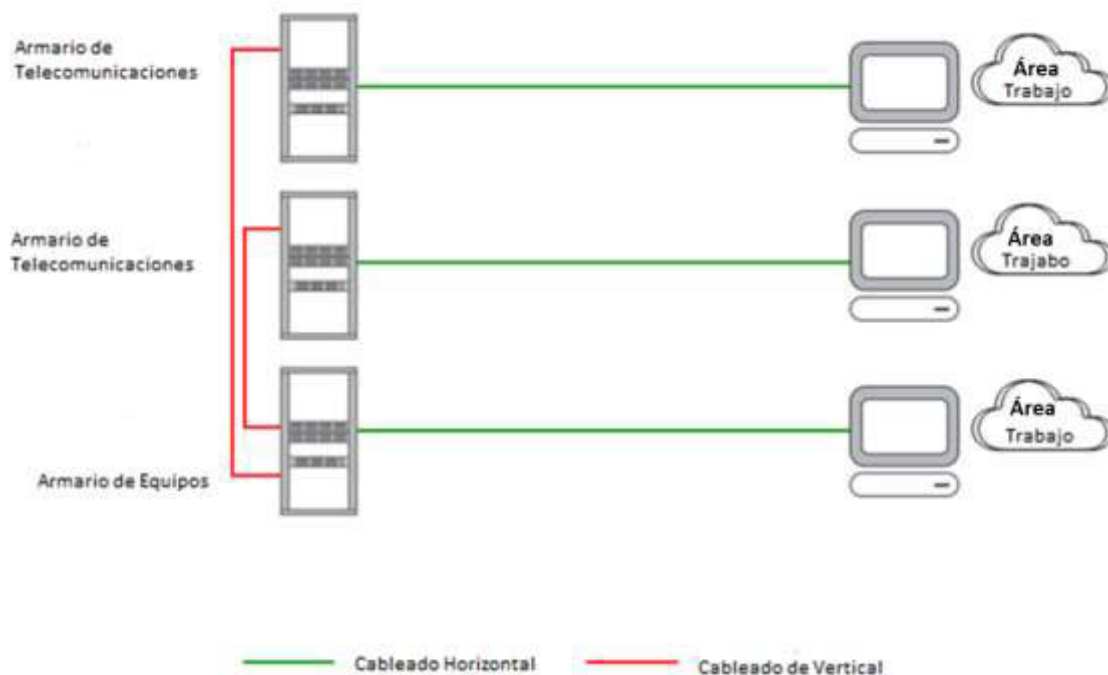 Armario de
Telecomunicaciones
Área
Trabajo
Armario de
Telecomunicaciones
Área
Trajabo
Área
Trabajo
Armario de Equipos
Cableado Horizontal
Cableado de Vertical